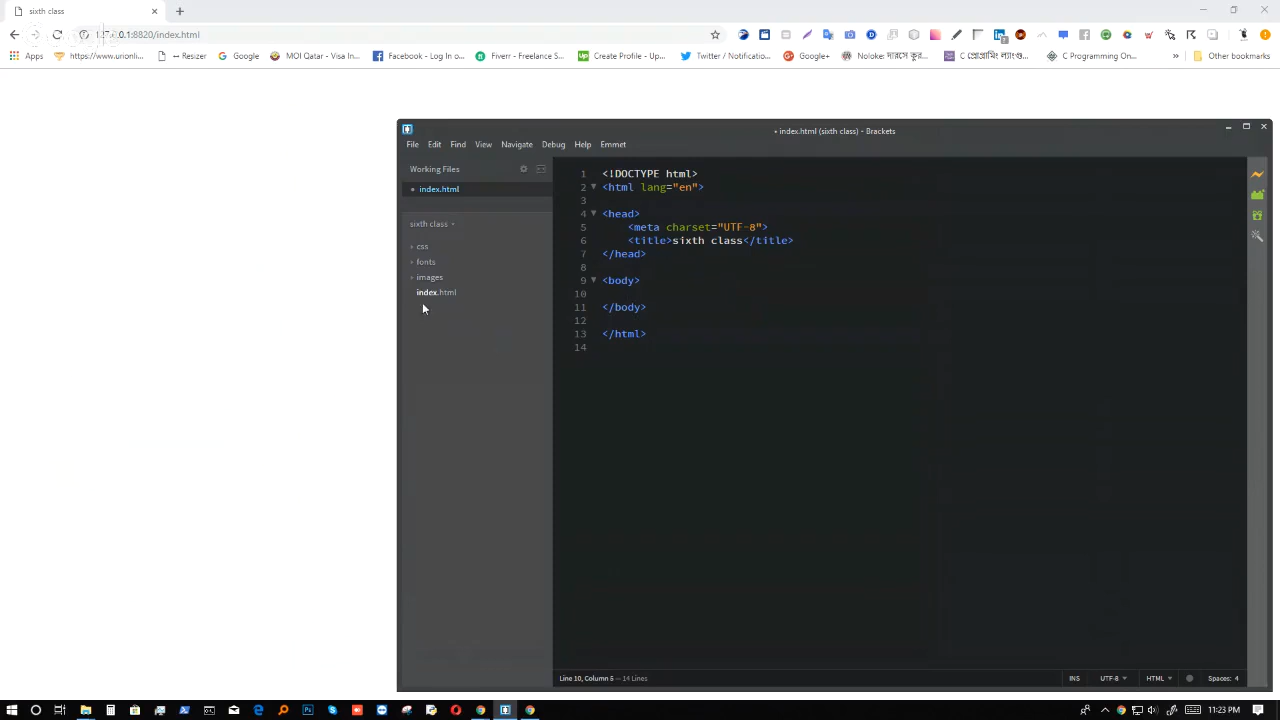 sixth class
0.1:8820/index.html
Apps
https://www.urionli...
Resizer
Google
MOI Qatar - Visa In...
Facebook - Log In o...
Fiverr - Freelance S...
Create Profile - Up...
Twitter / Notificatio...
Google+
C Programming On...
»
Other bookmarks
• index.html (sixth class) - Brackets
File Edit Find View Navigate Debug Help Emmet
Working Files
index.html
sixth class
css
fonts
images
index.html
1 <!DOCTYPE html>
2 <html lang="en">
3
4 <head>
5 <meta charset="UTF-8">
6 <title>sixth class</title>
7 </head>
8
9 <body>
10
11 </body>
12
13 </html>
14
Line 10, Column 5 — 14 Lines
INS UTF-8 HTML Spaces: 4
11:23 PM